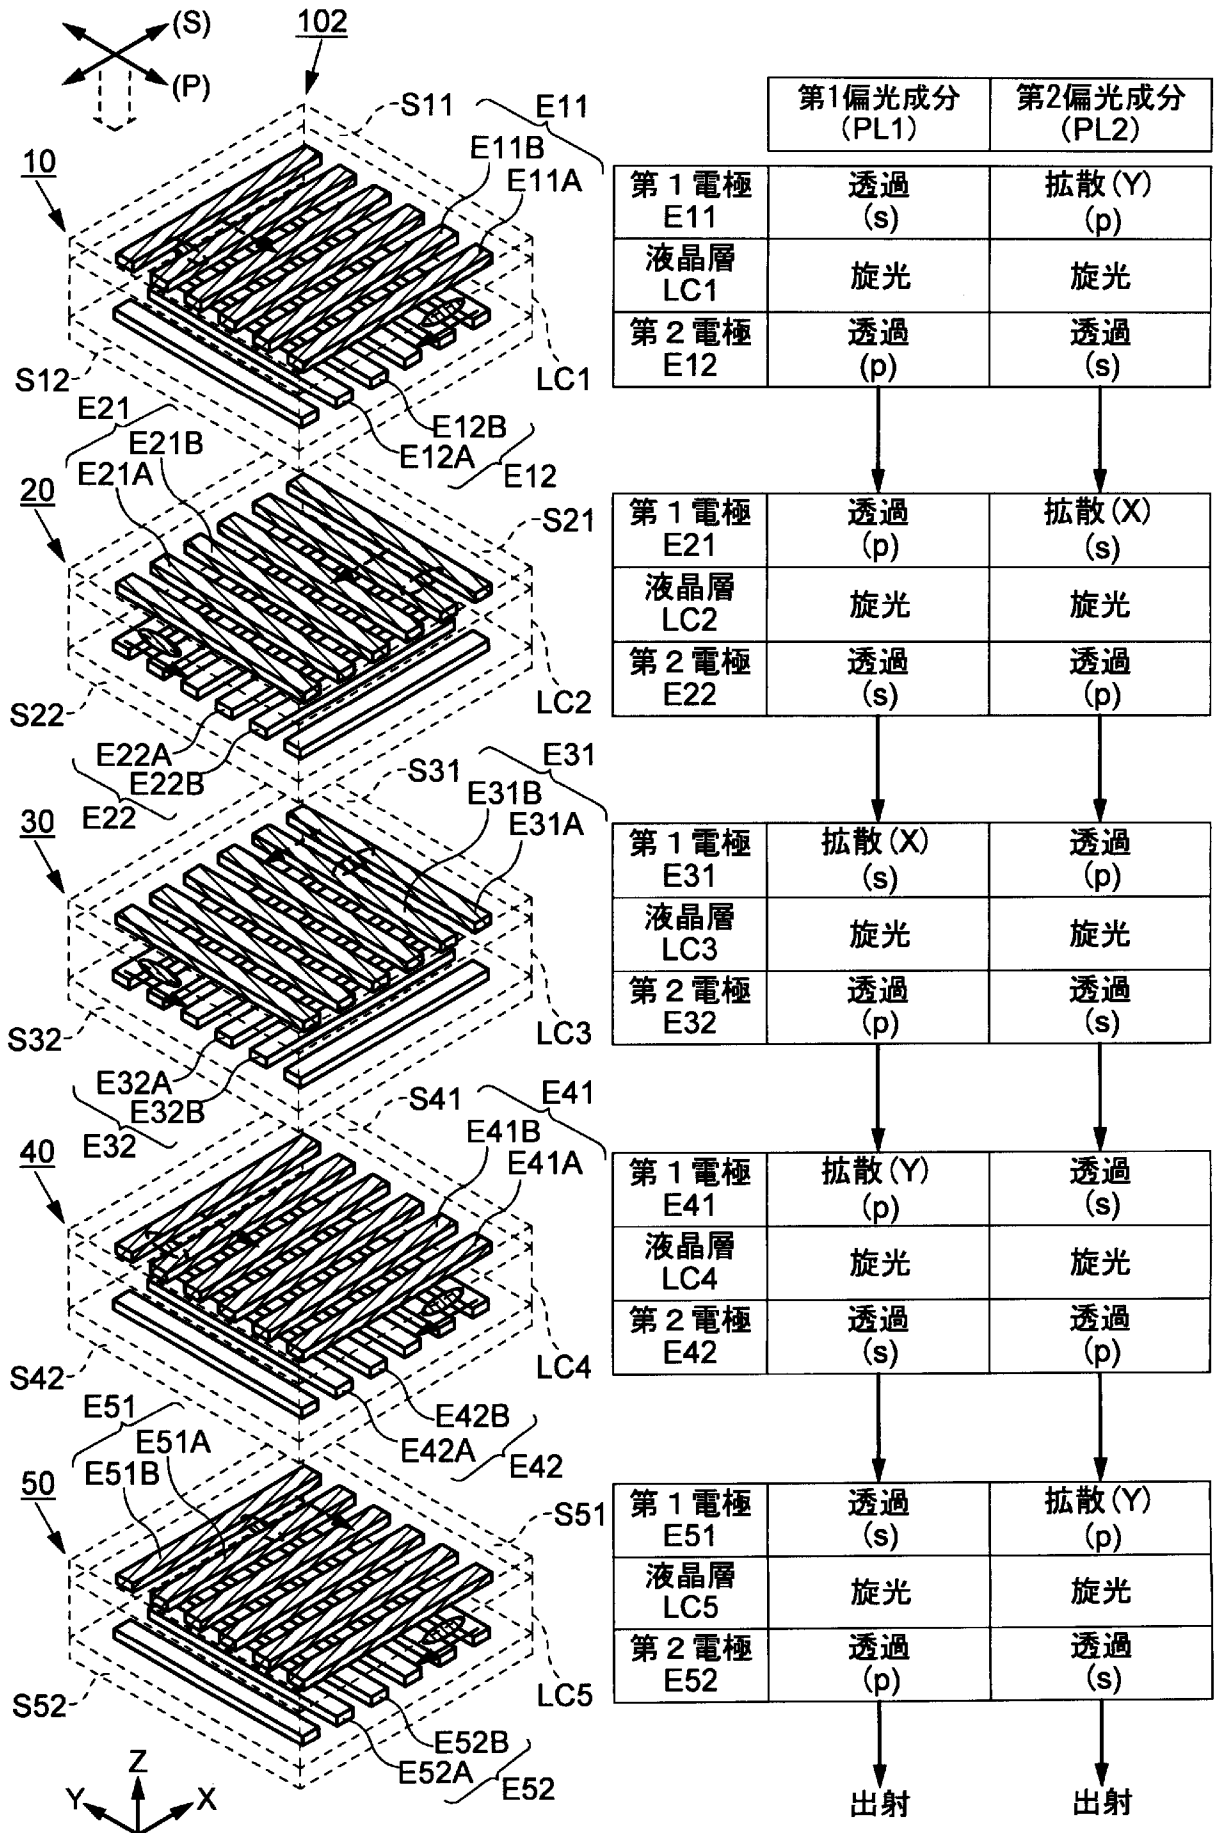 (S)
(P)
102
10
S11
E11
E11B
E11A
S12
LC1
E12B
E12A
E12
E21
E21B
E21A
20
S21
S22
LC2
E22A
E22B
E22
S31
E31
E31B
E31A
30
S32
LC3
E32A
E32B
E32
S41
E41
E41B
E41A
40
S42
LC4
E42B
E42A
E42
E51
E51A
E51B
50
S51
S52
LC5
E52B
E52A
E52
Z
Y
X
第1偏光成分 第2偏光成分
(PL1) (PL2)
第1電極 透過 拡散(Y)
E11 (s) (p)
液晶層 旋光 旋光
LC1
第2電極 透過 透過
E12 (p) (s)
第1電極 透過 拡散(X)
E21 (p) (s)
液晶層 旋光 旋光
LC2
第2電極 透過 透過
E22 (s) (p)
第1電極 拡散(X) 透過
E31 (s) (p)
液晶層 旋光 旋光
LC3
第2電極 透過 透過
E32 (p) (s)
第1電極 拡散(Y) 透過
E41 (p) (s)
液晶層 旋光 旋光
LC4
第2電極 透過 透過
E42 (s) (p)
第1電極 透過 拡散(Y)
E51 (s) (p)
液晶層 旋光 旋光
LC5
第2電極 透過 透過
E52 (p) (s)
出射 出射